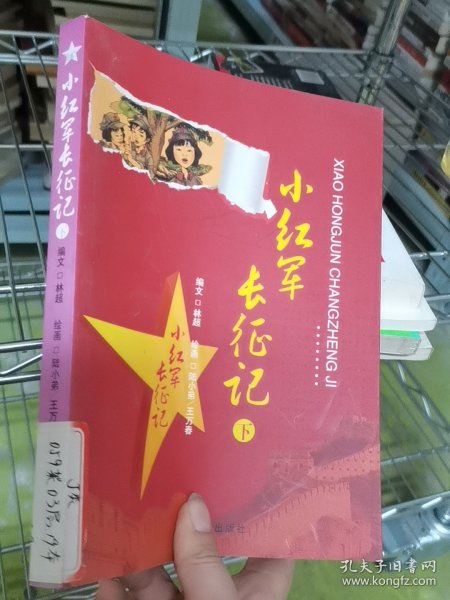 小红军长征记
下
编文 林超
绘画 陆小弟 王万
小红军
长征记
下
XIAO HONGJUN CHANGZHENG JI
编文 林超
绘画 陆小弟/王万春
小红军
长征记
出版社
孔夫子旧书网
www.kongfz.com